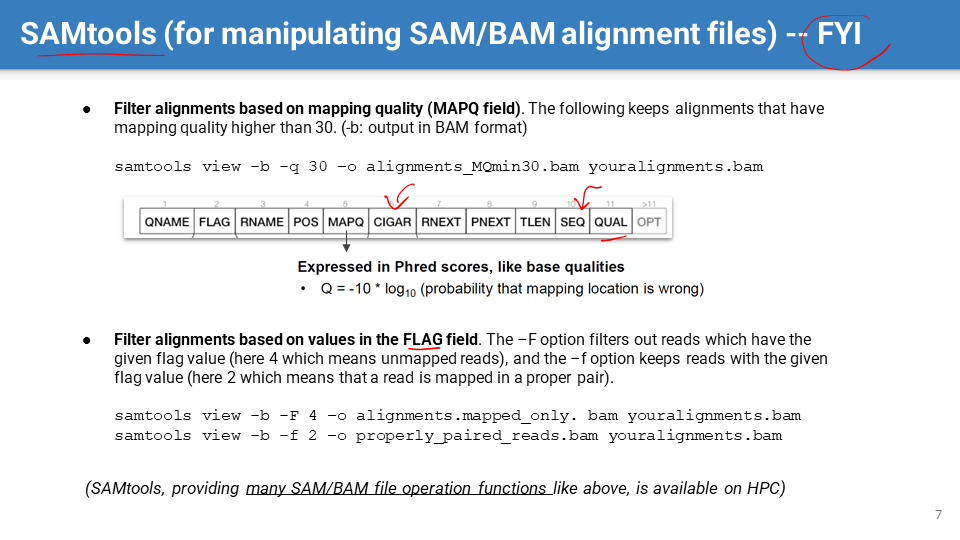 SAMtools (for manipulating SAM/BAM alignment files) -- FYI
● Filter alignments based on mapping quality (MAPQ field). The following keeps alignments that have
mapping quality higher than 30. (-b: output in BAM format)
samtools view –b –q 30 –o alignments_MQmin30.bam youralignments.bam
1 2 3 4 5 6 7 8 9 10 11 >11
QNAME FLAG RNAME POS MAPQ CIGAR RNEXT PNEXT TLEN SEQ QUAL OPT
Expressed in Phred scores, like base qualities
• Q = -10 * log10 (probability that mapping location is wrong)
● Filter alignments based on values in the FLAG field. The –F option filters out reads which have the
given flag value (here 4 which means unmapped reads), and the –f option keeps reads with the given
flag value (here 2 which means that a read is mapped in a proper pair).
samtools view –b –F 4 –o alignments.mapped_only. bam youralignments.bam
samtools view –b –f 2 –o properly_paired_reads.bam youralignments.bam
(SAMtools, providing many SAM/BAM file operation functions like above, is available on HPC)
7